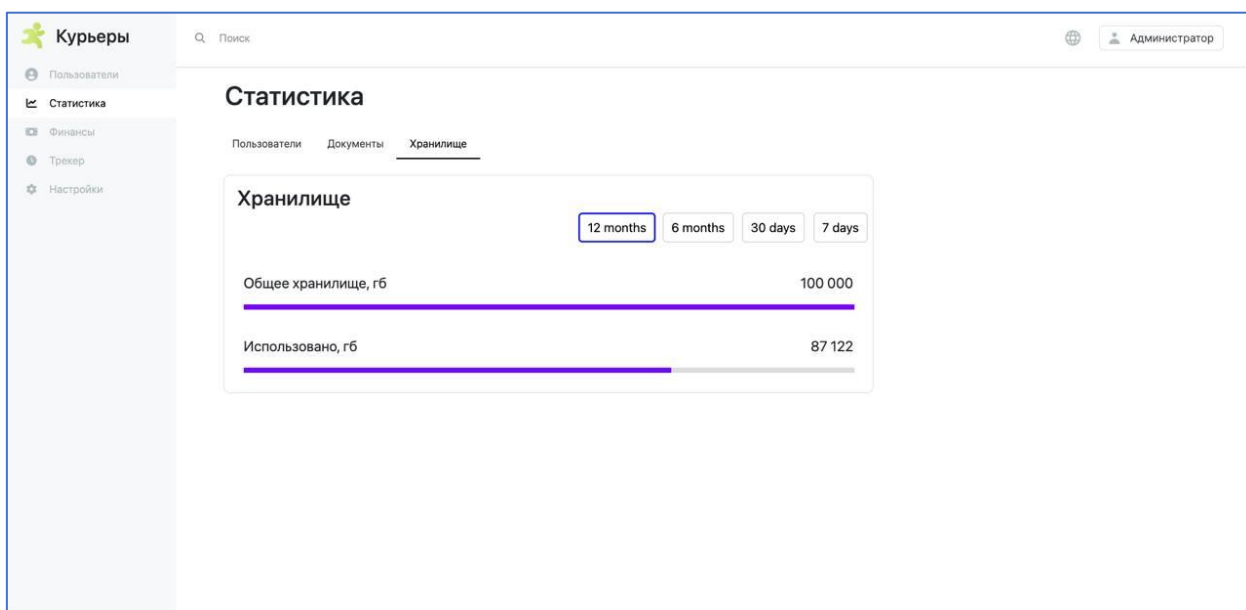 Курьеры
Поиск
Администратор
Пользователи
Статистика
Финансы
Трекер
Настройки
Статистика
Пользователи Документы Хранилище
Хранилище
12 months 6 months 30 days 7 days
Общее хранилище, гб 100 000
Использовано, гб 87 122